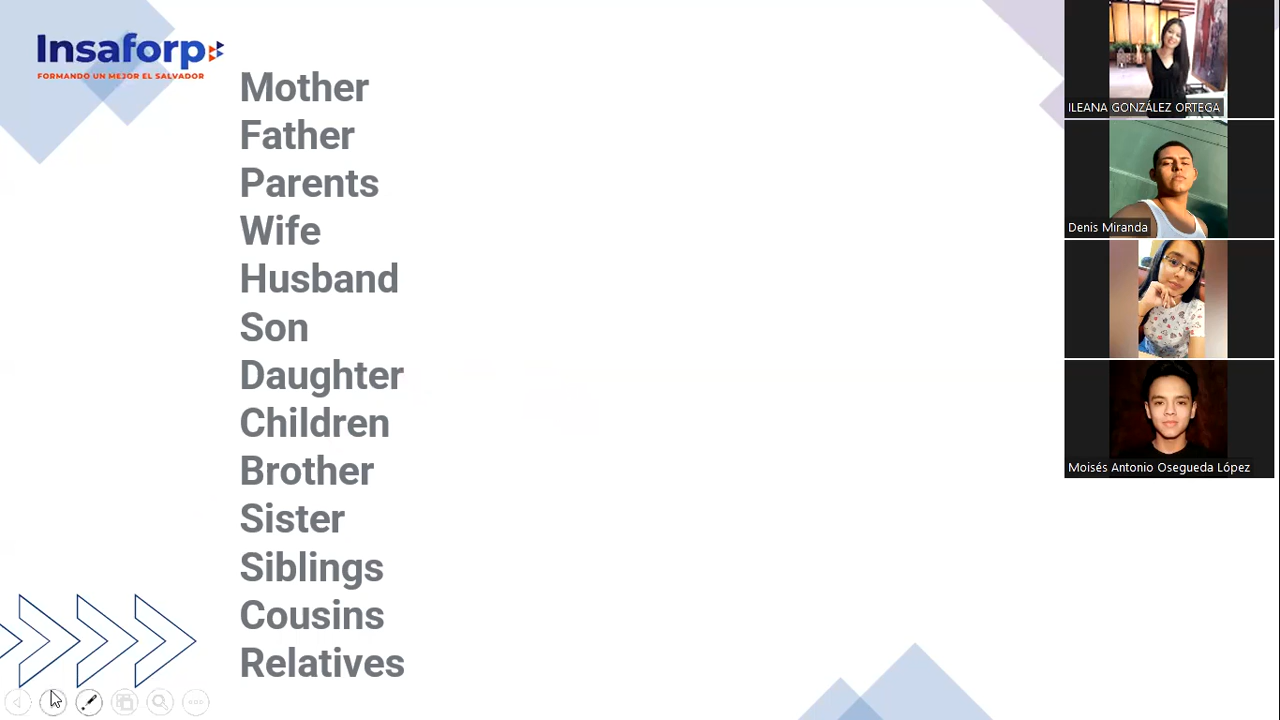 Insaforp
FORMANDO UN MEJOR EL SALVADOR
Mother
Father
Parents
Wife
Husband
Son
Daughter
Children
Brother
Sister
Siblings
Cousins
Relatives
ILEANA GONZÁLEZ ORTEGA
Denis Miranda
Moisés Antonio Osegueda López